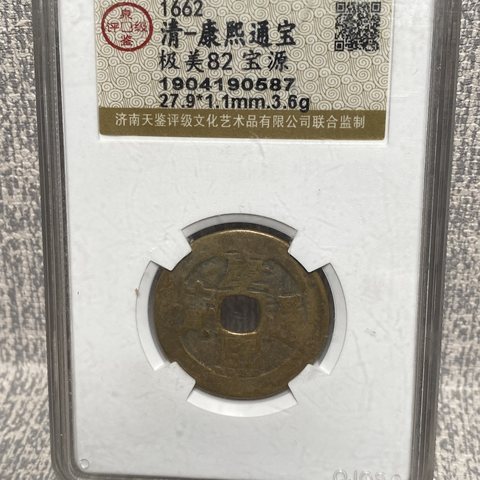 1662
清-康熙通宝
极美82 宝源
1904190587
27.9*1.1mm,3.6g
济南天鉴评级文化艺术品有限公司联合监制